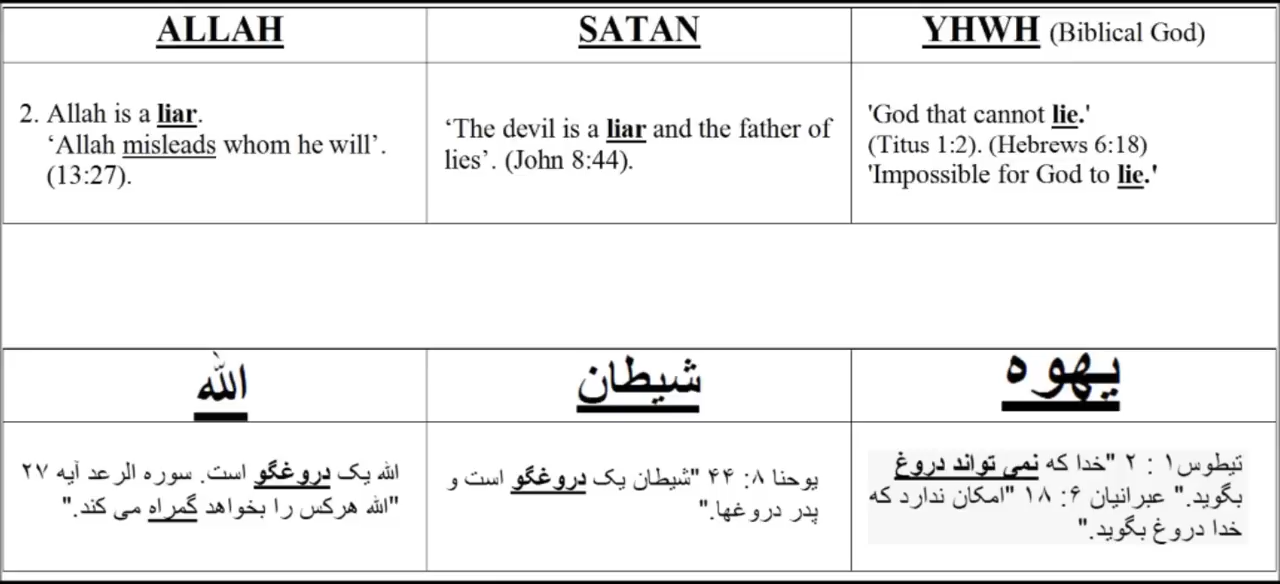 ALLAH
SATAN
YHWH (Biblical God)
2. Allah is a liar.
‘Allah misleads whom he will’.
(13:27).
‘The devil is a liar and the father of
lies’. (John 8:44).
'God that cannot lie.'
(Titus 1:2). (Hebrews 6:18)
'Impossible for God to lie.'
یهوه
شیطان
الله
تیطوس۱ : ۲ "خدا که نمی تواند دروغ
بگوید." عبرانیان ۶: ۱۸ "امکان ندارد که
خدا دروغ بگوید."
یوحنا ۸: ۴۴ "شیطان یک دروغگو است و
پدر دروغها."
الله یک دروغگو است. سوره الرعد آیه ۲۷
"الله هرکس را بخواهد گمراه می کند."